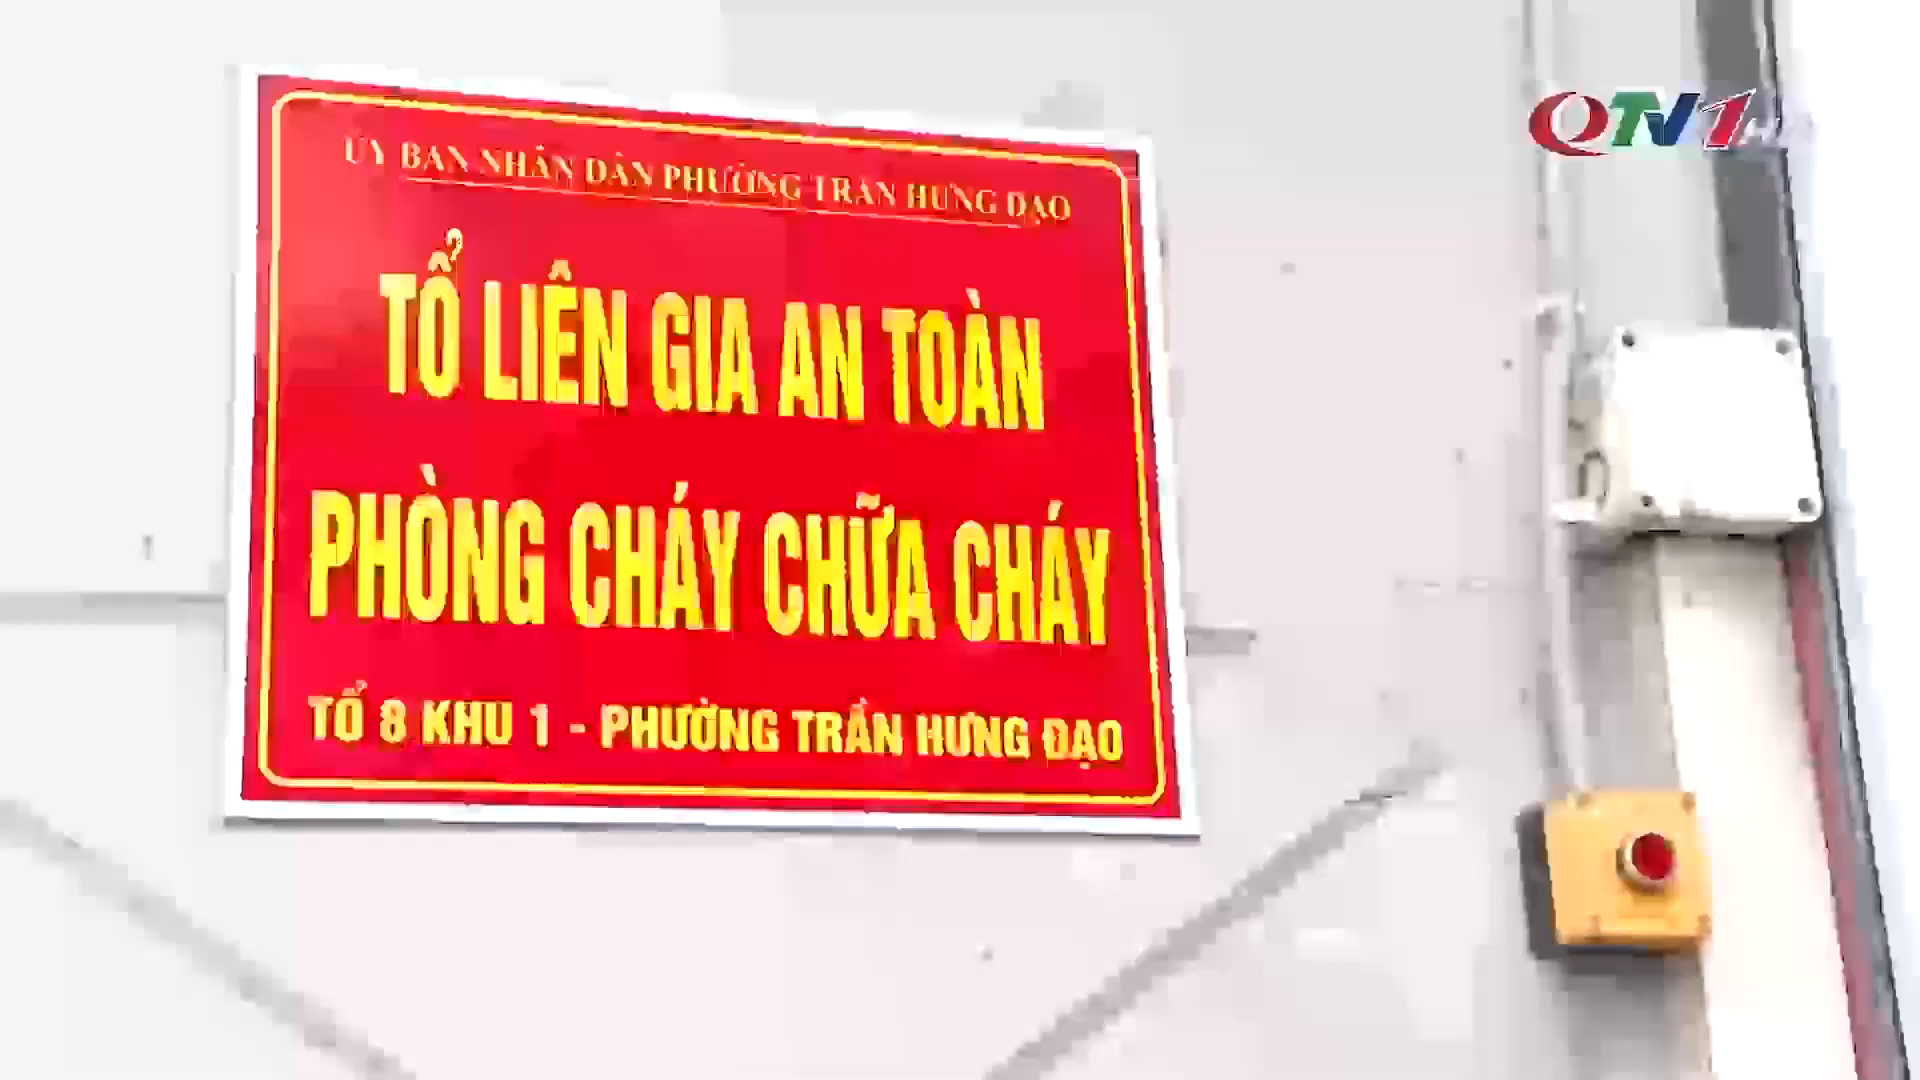 QTV1
ỦY BAN NHÂN DÂN PHƯỜNG TRẦN HƯNG ĐẠO
TỔ LIÊN GIA AN TOÀN
PHÒNG CHÁY CHỮA CHÁY
TỔ 8 KHU 1 - PHƯỜNG TRẦN HƯNG ĐẠO